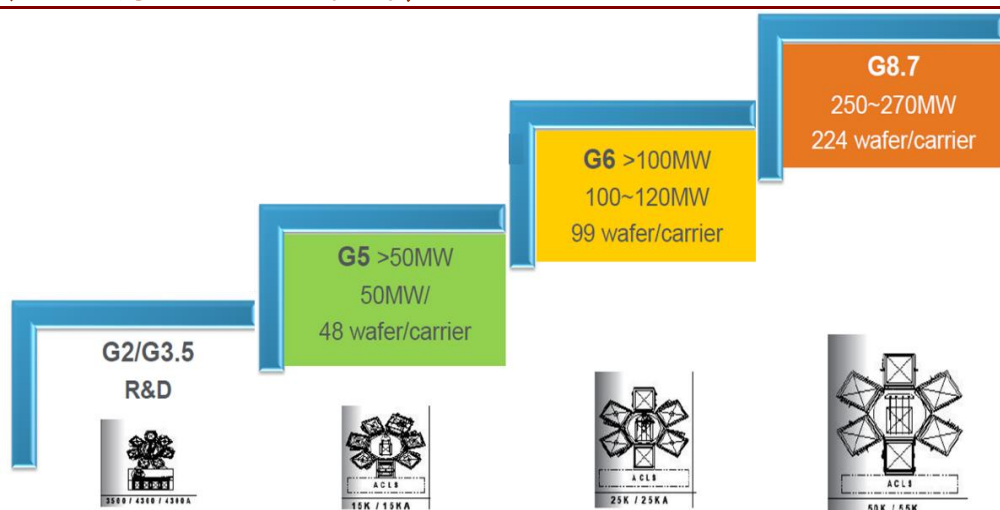 G2/G3.5
R&D
3500 / 4300 / 4300A
G5 >50MW
50MW/
48 wafer/carrier
ACLS
15K / 15KA
G6 >100MW
100~120MW
99 wafer/carrier
ACLS
25K / 25KA
G8.7
250~270MW
224 wafer/carrier
ACLS
50K / 55K